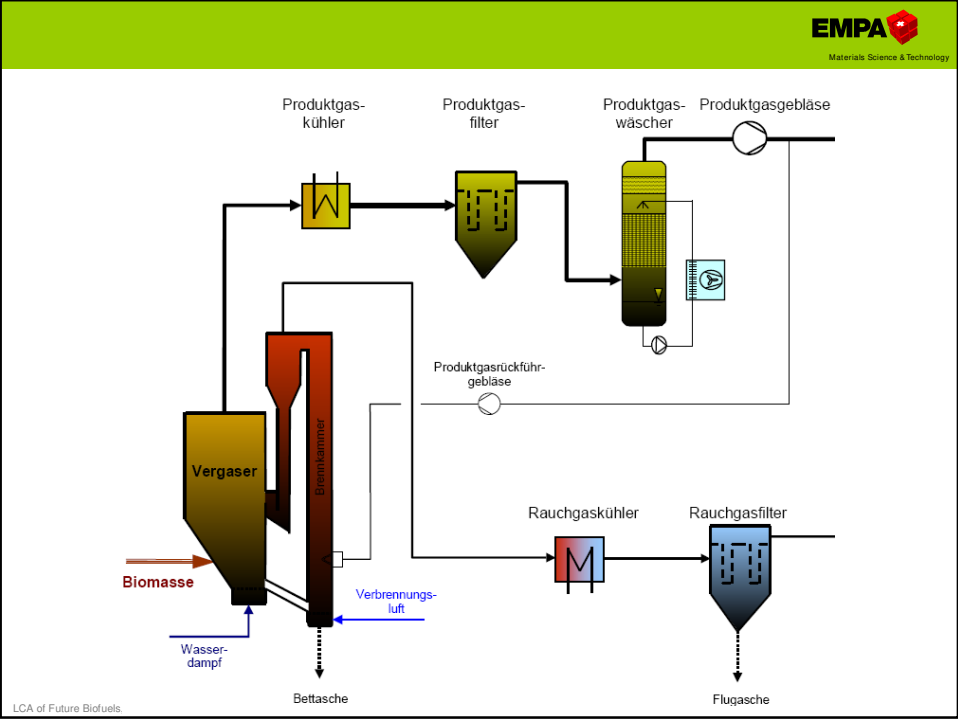 EMPA
Materials Science & Technology
Produktgas-
kühler
Produktgas-
filter
Produktgas-
wäscher
Produktgasgebläse
Produktgasrückführ-
gebläse
Brennkammer
Vergaser
Rauchgaskühler
Rauchgasfilter
Biomasse
Verbrennungs-
luft
Wasser-
dampf
Bettasche
Flugasche
LCA of Future Biofuels.